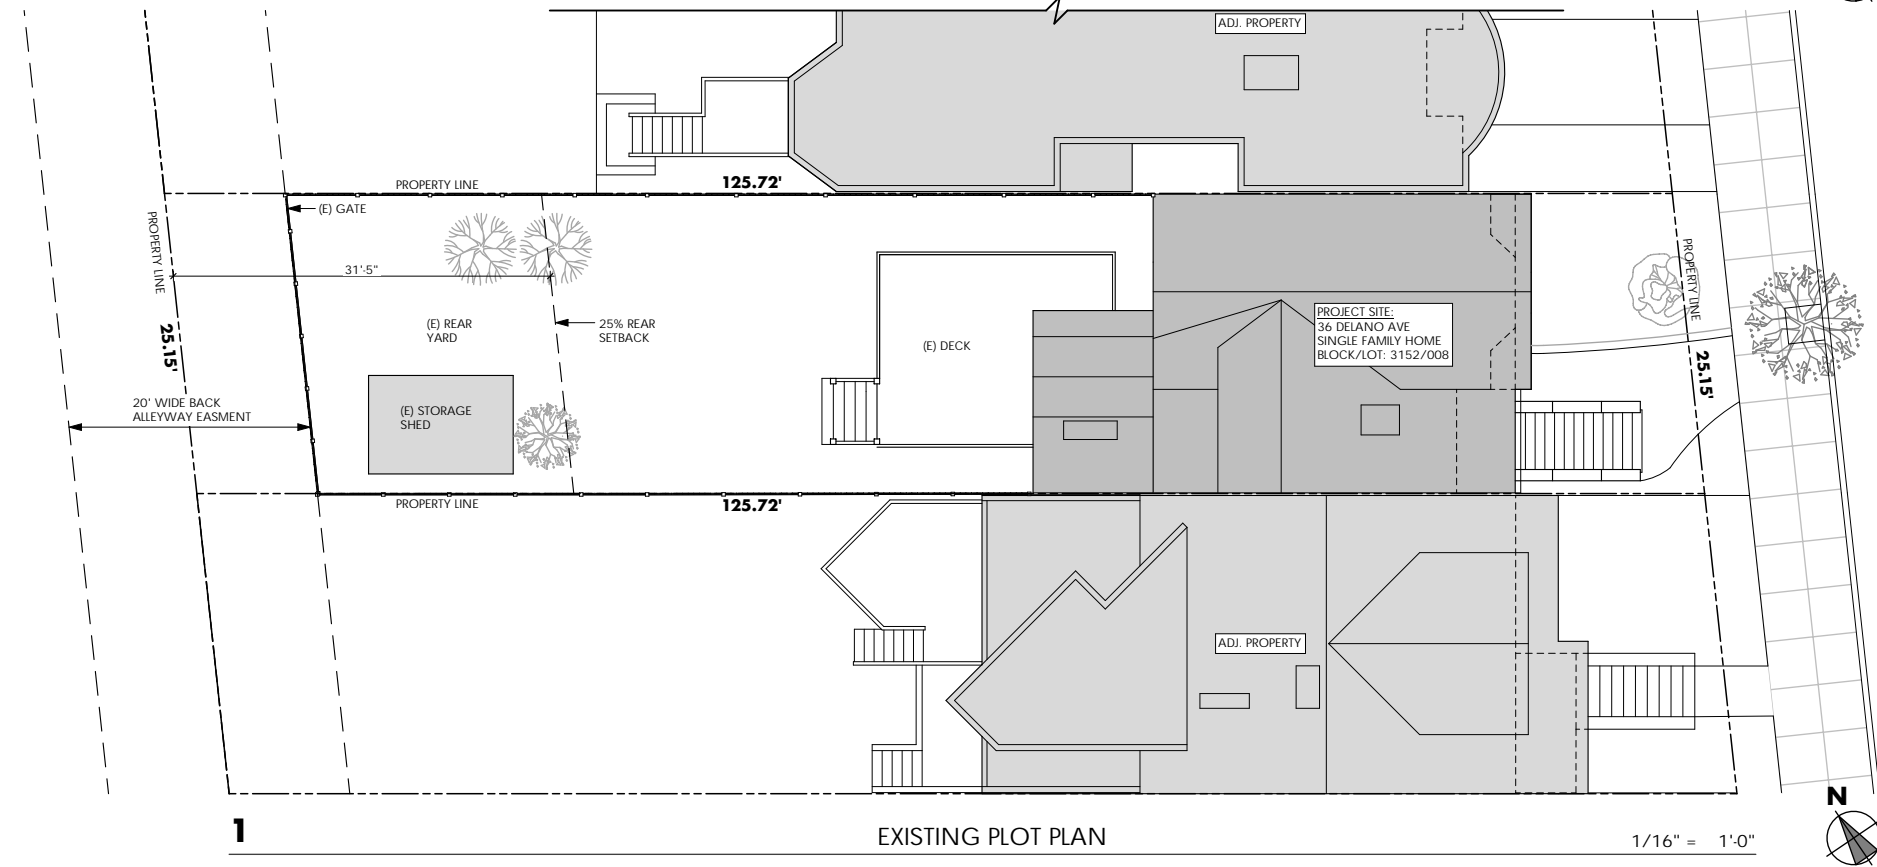 ADJ. PROPERTY
PROPERTY LINE
125.72'
(E) GATE
PROPERTY LINE
31'-5"
PROPERTY LINE
PROJECT SITE:
36 DELANO AVE
SINGLE FAMILY HOME
BLOCK/LOT: 3152/008
25.15'
(E) REAR
YARD
25% REAR
SETBACK
(E) DECK
25.15'
20' WIDE BACK
ALLEYWAY EASMENT
(E) STORAGE
SHED
PROPERTY LINE
125.72'
ADJ. PROPERTY
N
1
EXISTING PLOT PLAN
1/16" = 1'-0"